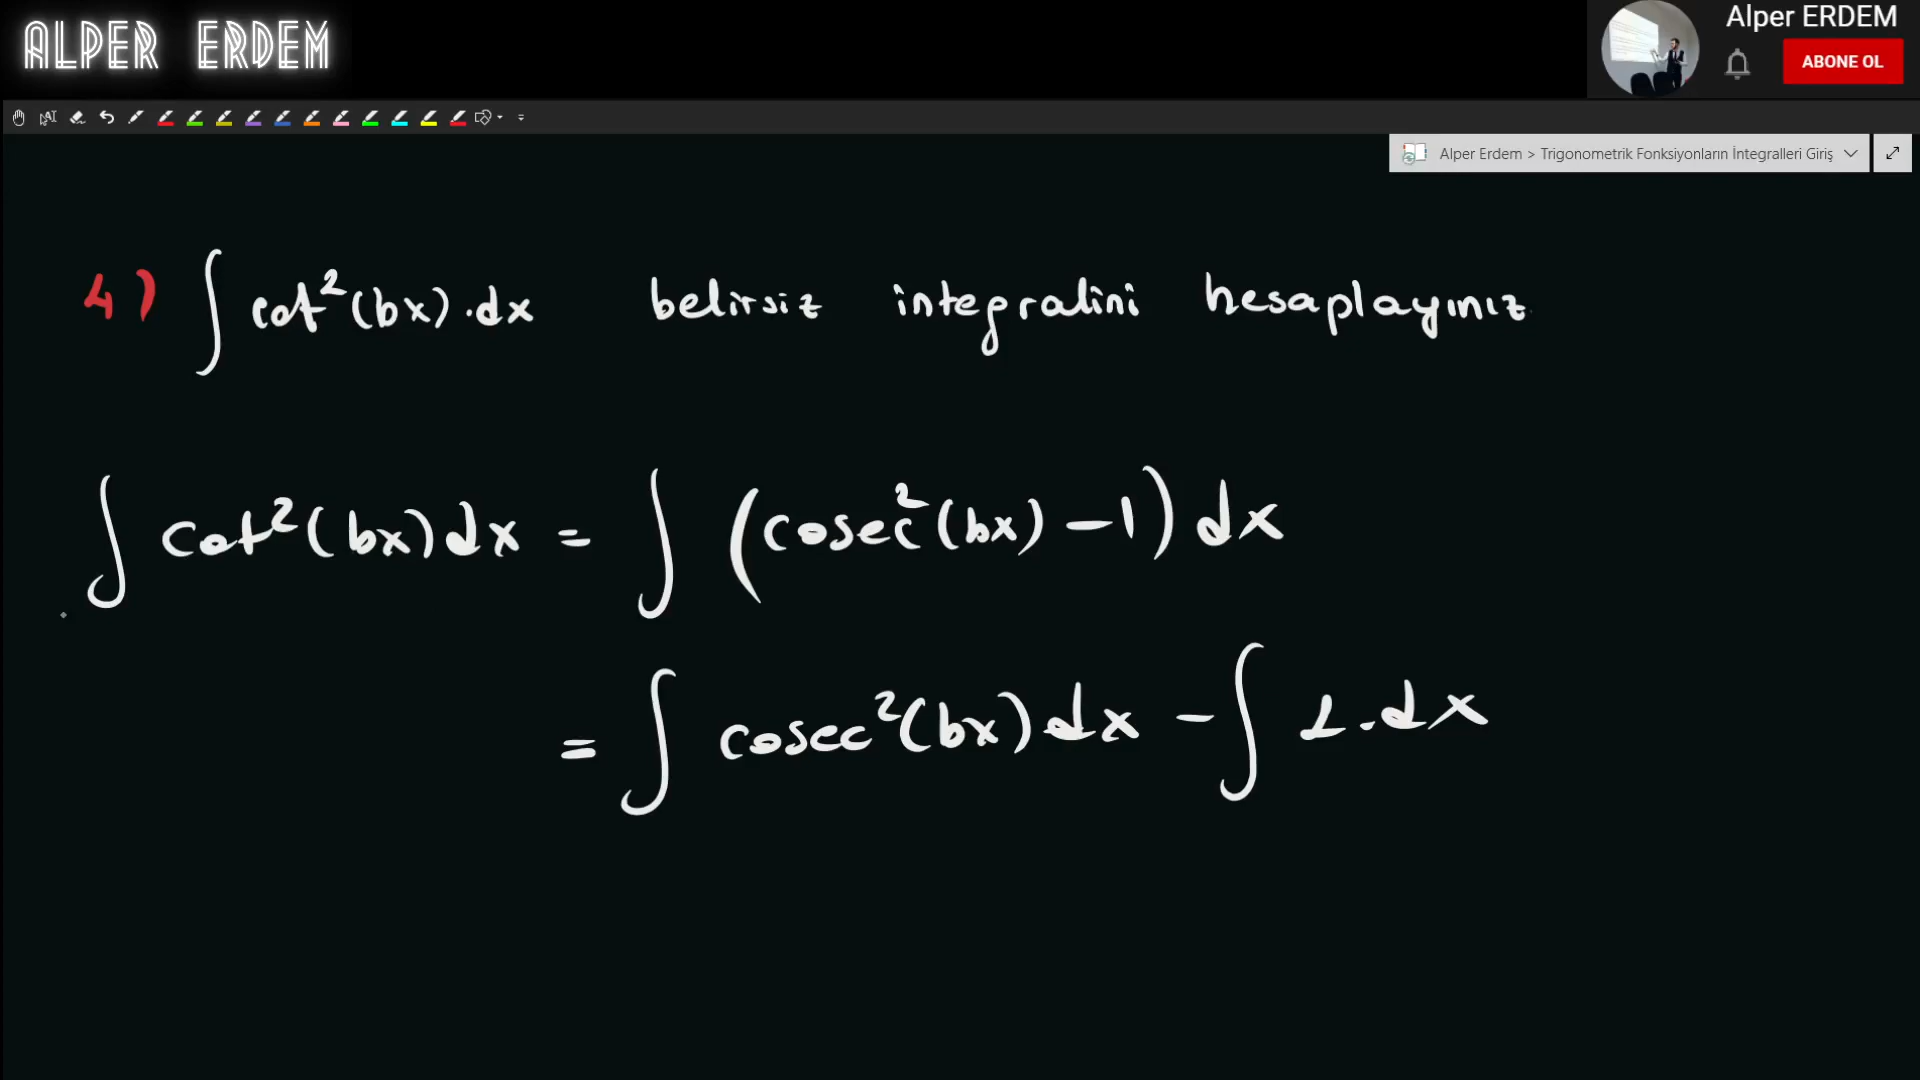 ALPER ERDEM
Alper ERDEM
ABONE OL
Alper Erdem > Trigonometrik Fonksiyonların İntegralleri Giriş
4) ∫ cot²(bx).dx belirsiz integralini hesaplayınız.
∫ cot²(bx)dx = ∫ (cosec²(bx) - 1) dx
= ∫ cosec²(bx)dx - ∫ 1.dx